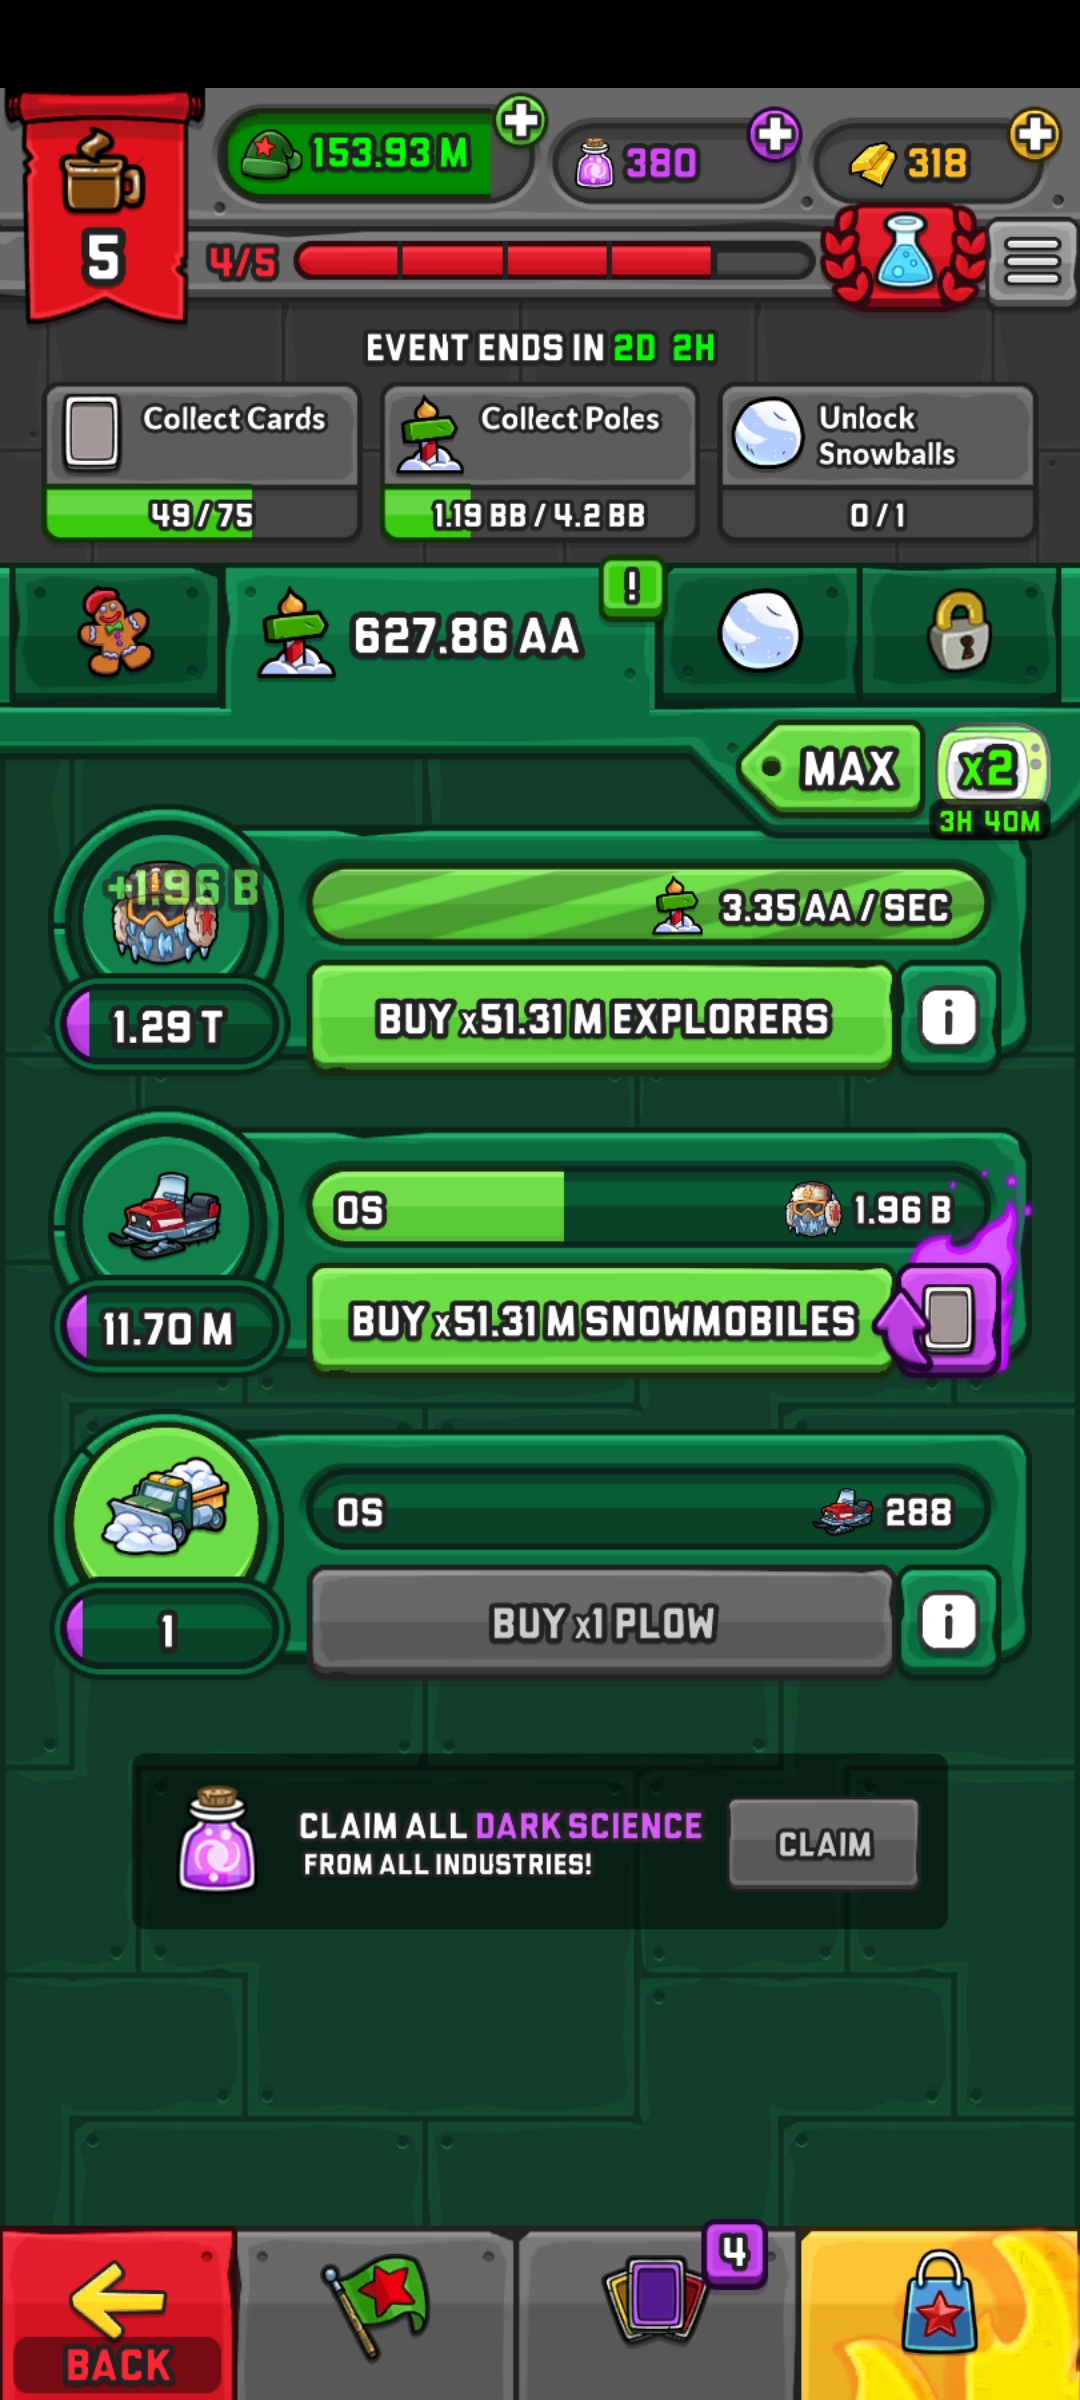 153.93 M
380
318
5
4/5
EVENT ENDS IN 2D 2H
Collect Cards
49/75
Collect Poles
1.19 BB / 4.2 BB
Unlock
Snowballs
0/1
!
627.86 AA
MAX
x2
3H 40M
+1.96 B
3.35 AA / SEC
1.29 T
BUY x51.31 M EXPLORERS
i
0S
1.96 B
11.70 M
BUY x51.31 M SNOWMOBILES
0S
288
1
BUY x1 PLOW
i
CLAIM ALL DARK SCIENCE
FROM ALL INDUSTRIES!
CLAIM
4
BACK